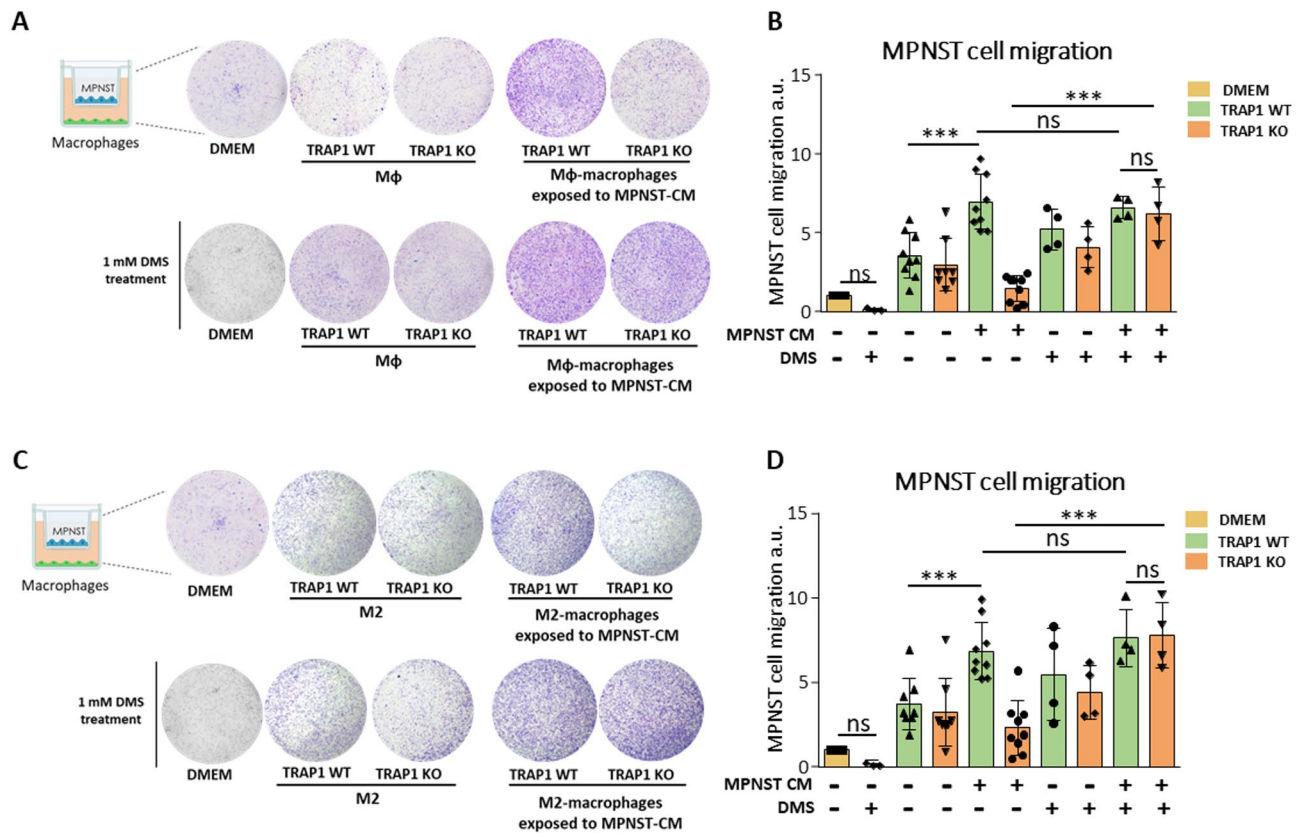 A
MPNST
Macrophages
DMEM
TRAP1 WT TRAP1 KO
Mϕ
TRAP1 WT TRAP1 KO
Mϕ-macrophages
exposed to MPNST-CM
1 mM DMS
treatment
DMEM
TRAP1 WT TRAP1 KO
Mϕ
TRAP1 WT TRAP1 KO
Mϕ-macrophages
exposed to MPNST-CM
B
MPNST cell migration
MPNST cell migration a.u.
15
10
5
0
ns
***
***
ns
ns
DMEM
TRAP1 WT
TRAP1 KO
MPNST CM - - - - + + - - + +
DMS - + - - - - + + + +
C
MPNST
Macrophages
DMEM
TRAP1 WT TRAP1 KO
M2
TRAP1 WT TRAP1 KO
M2-macrophages
exposed to MPNST-CM
1 mM DMS
treatment
DMEM
TRAP1 WT TRAP1 KO
M2
TRAP1 WT TRAP1 KO
M2-macrophages
exposed to MPNST-CM
D
MPNST cell migration
MPNST cell migration a.u.
15
10
5
0
ns
***
***
ns
ns
DMEM
TRAP1 WT
TRAP1 KO
MPNST CM - - - - + + - - + +
DMS - + - - - - + + + +